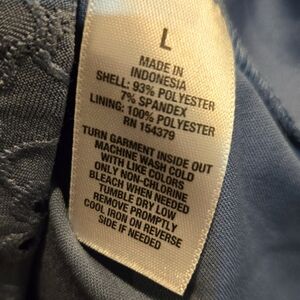 L
MADE IN
INDONESIA
SHELL: 93% POLYESTER
7% SPANDEX
LINING: 100% POLYESTER
RN 154379
TURN GARMENT INSIDE OUT
MACHINE WASH COLD
WITH LIKE COLORS
ONLY NON-CHLORINE
BLEACH WHEN NEEDED
TUMBLE DRY LOW
REMOVE PROMPTLY
COOL IRON ON REVERSE
SIDE IF NEEDED